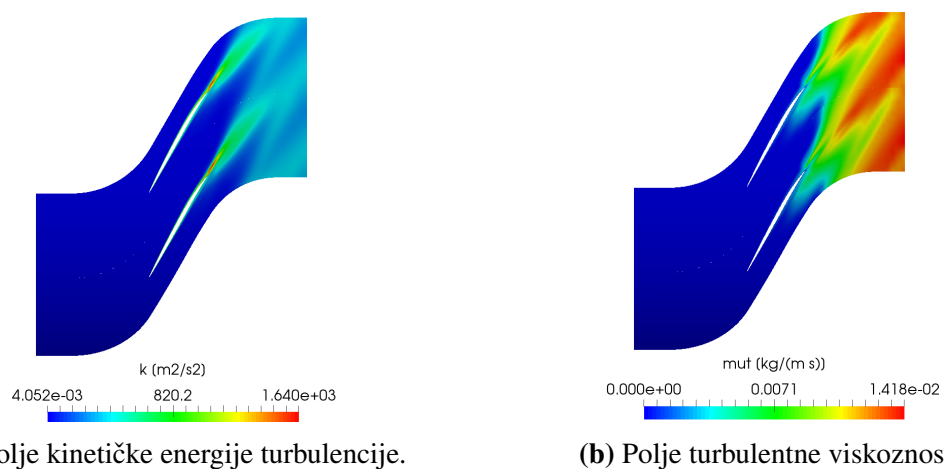 k (m2/s2)
4.052e-03 820.2 1.640e+03
mut (kg/(m s))
0.000e+00 0.0071 1.418e-02
olje kinetičke energije turbulencije.
(b) Polje turbulentne viskoznos